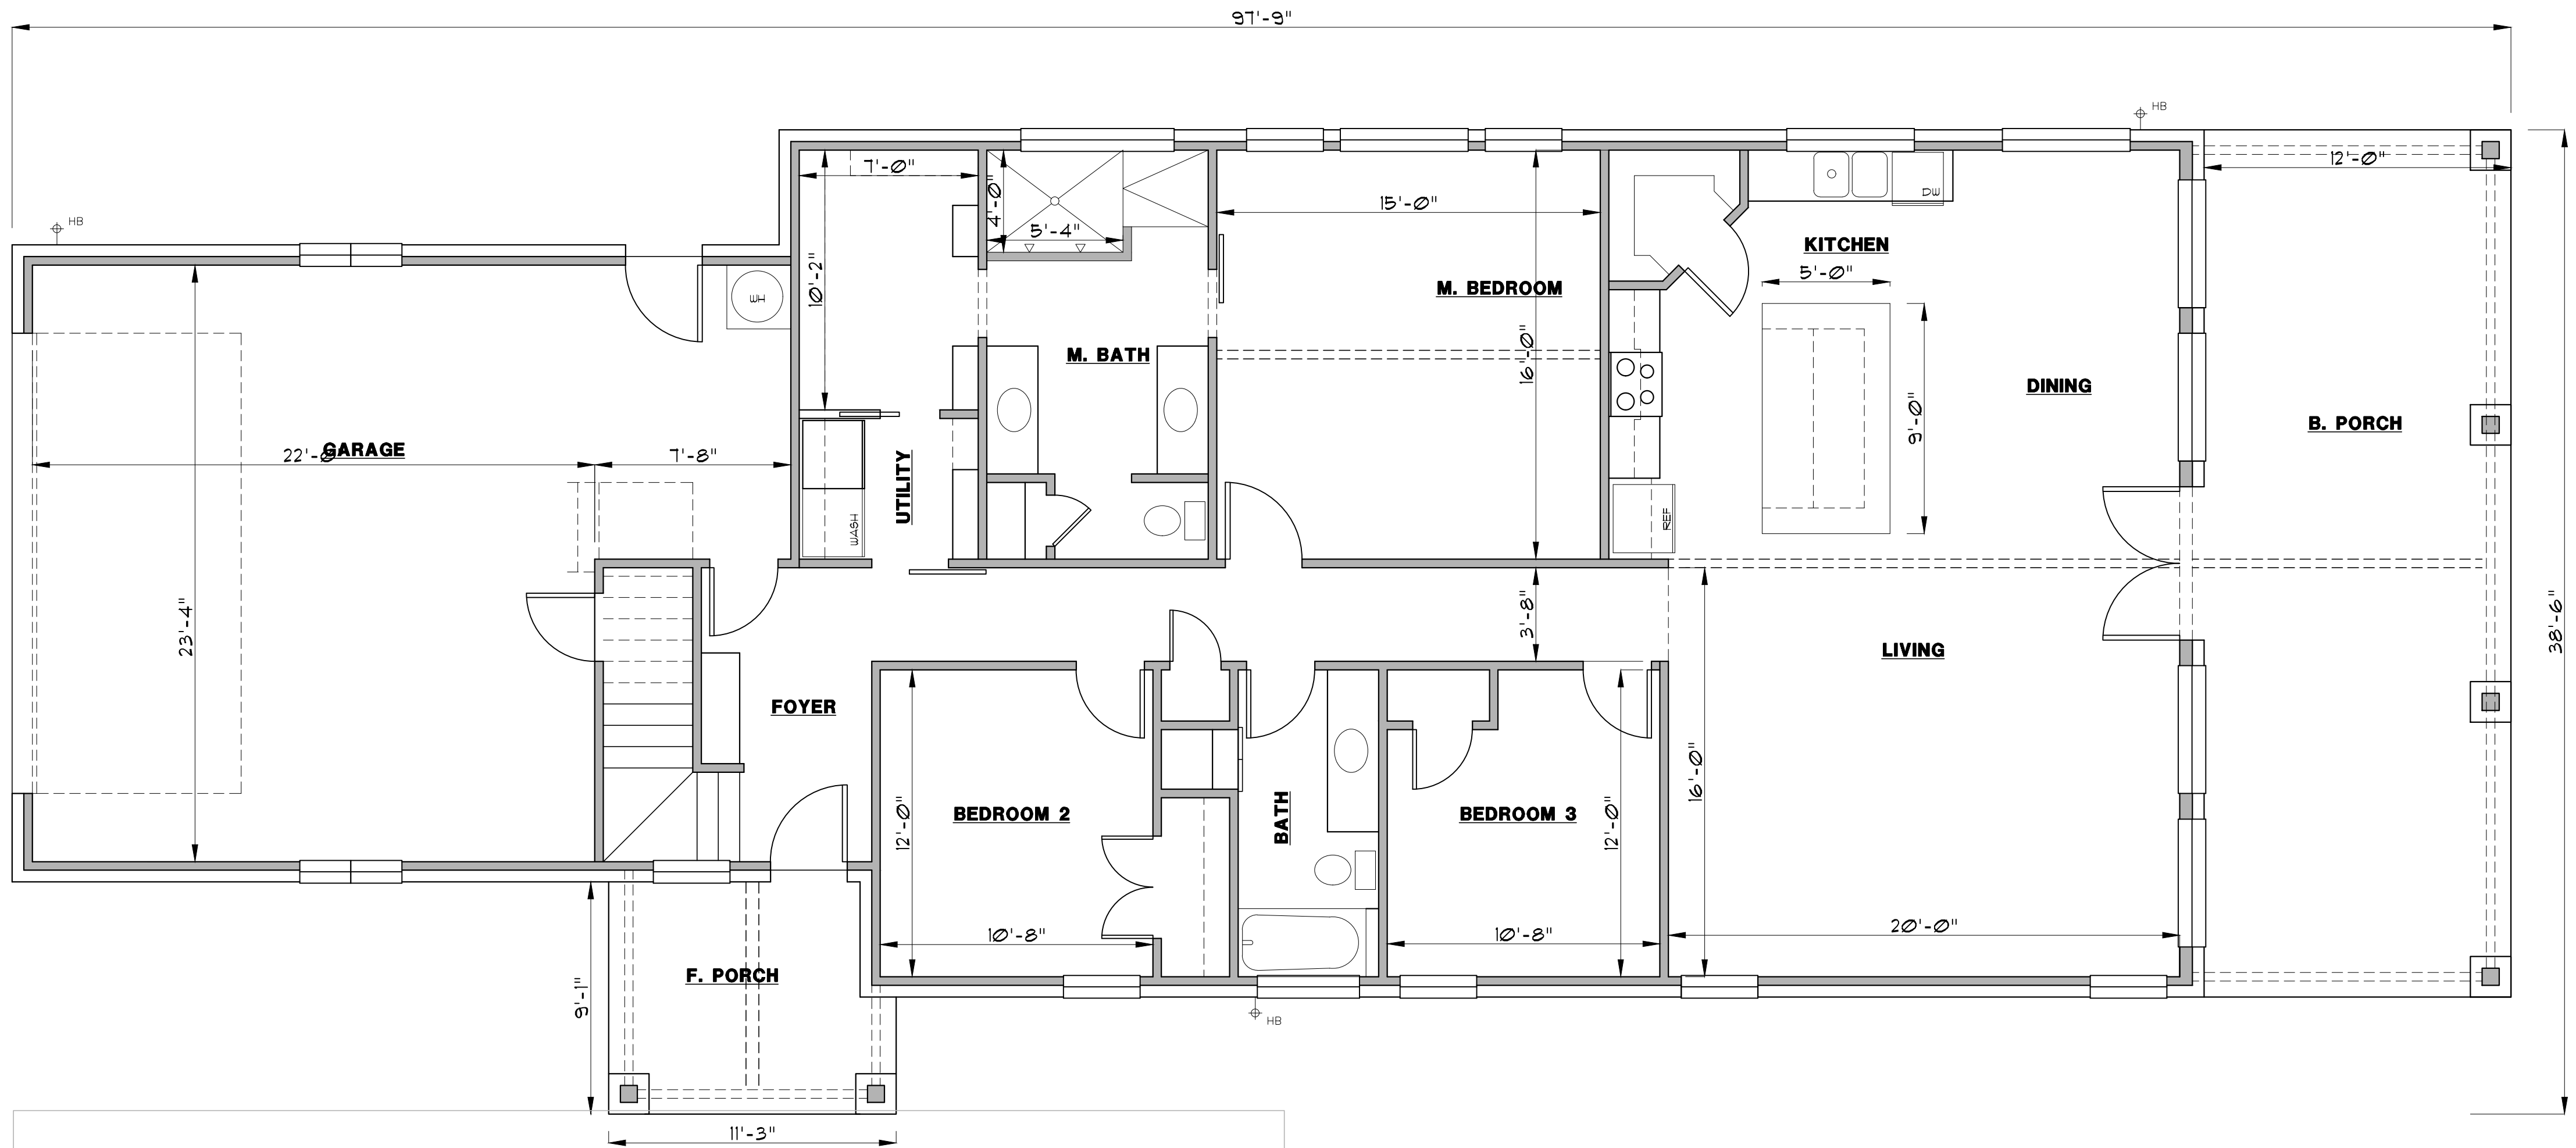 97'-9"
HB
12'-0"
7'-0"
4'-0"
15'-0"
DW
HB
5'-4"
KITCHEN
5'-0"
10'-2"
WH
M. BEDROOM
16'-0"
M. BATH
DINING
9'-0"
B. PORCH
GARAGE
22'-0"
7'-8"
UTILITY
WASH
REF
23'-4"
3'-8"
38'-6"
LIVING
FOYER
16'-0"
BEDROOM 2
12'-0"
BATH
BEDROOM 3
12'-0"
10'-8"
10'-8"
20'-0"
F. PORCH
9'-1"
HB
11'-3"